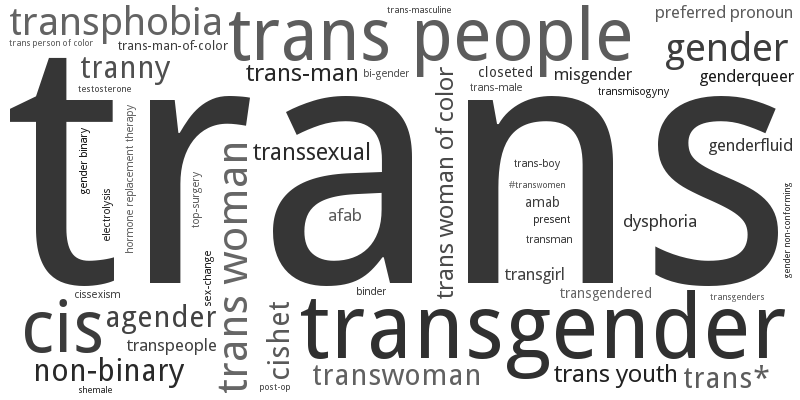 transphobia
trans-masculine
preferred pronoun
trans people
trans person of color
trans-man-of-color
gender
tranny
trans-man
bi-gender
closeted
misgender
genderqueer
testosterone
trans-male
transmisogyny
trans
gender binary
hormone replacement therapy
electrolysis
top-surgery
trans woman
transsexual
trans woman of color
genderfluid
trans-boy
#transwomen
afab
amab
present
dysphoria
transman
gender non-conforming
sex-change
transgirl
cissexism
binder
transgendered
transgenders
cis
agender
cishet
transgender
transpeople
non-binary
transwoman
trans youth
trans*
shemale
post-op